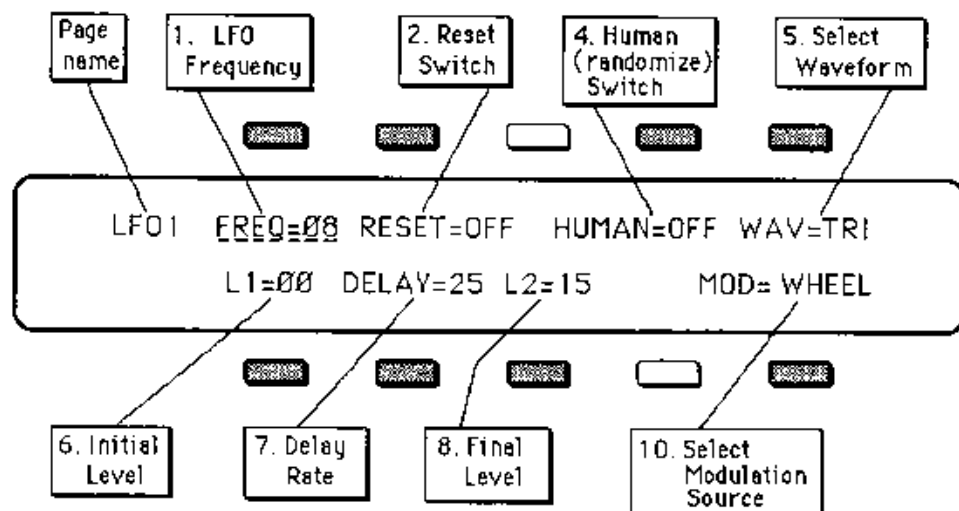 Page
name
1. LFO
Frequency
2. Reset
Switch
4. Human
(randomize)
Switch
5. Select
Waveform
LFO1 FREQ=08 RESET=OFF HUMAN=OFF WAV=TRI
L1=00 DELAY=25 L2=15 MOD=WHEEL
6. Initial
Level
7. Delay
Rate
8. Final
Level
10. Select
Modulation
Source